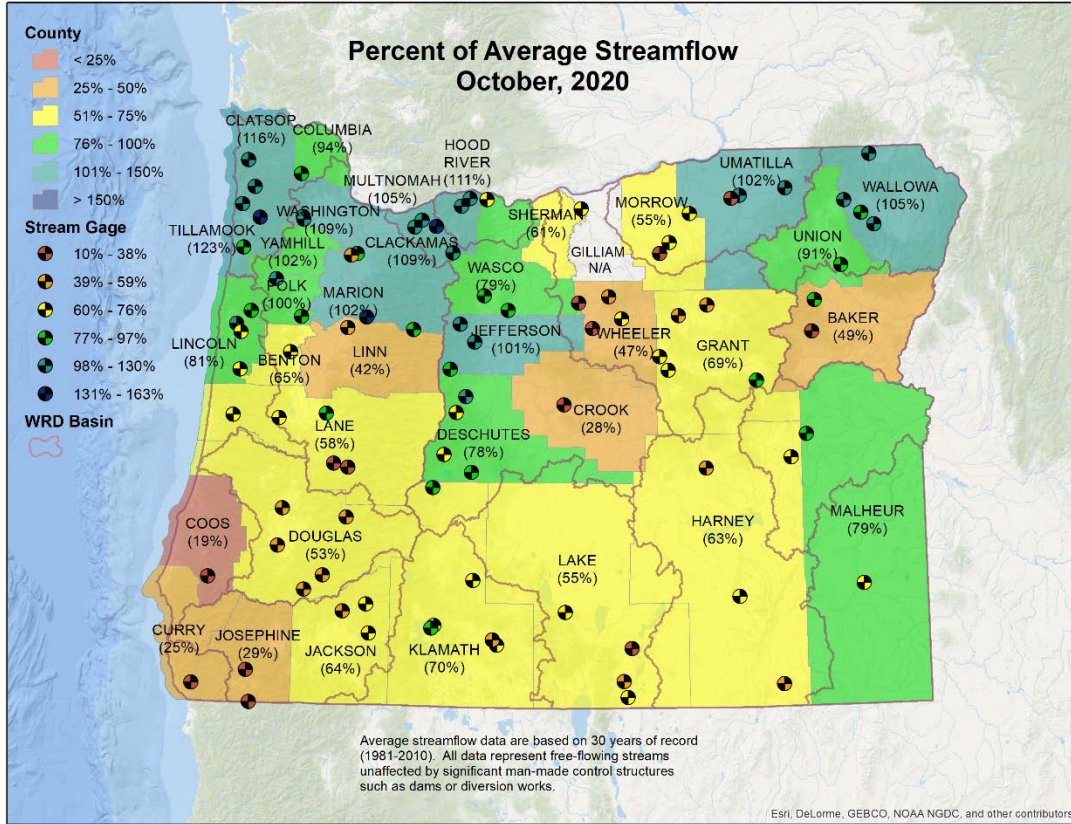 Percent of Average Streamflow
October, 2020
County
< 25%
25% - 50%
51% - 75%
76% - 100%
101% - 150%
> 150%
Stream Gage
10% - 38%
39% - 59%
60% - 76%
77% - 97%
98% - 130%
131% - 163%
WRD Basin
CLATSOP
(116%)
COLUMBIA
(94%)
HOOD
RIVER
(111%)
MULTNOMAH
(105%)
WASHINGTON
(109%)
TILLAMOOK
(123%)
YAMHILL
(102%)
CLACKAMAS
(109%)
SHERMAN
(61%)
MORROW
(55%)
UMATILLA
(102%)
WALLOWA
(105%)
UNION
(91%)
GILLIAM
N/A
WASCO
(79%)
POLK
(100%)
MARION
(102%)
JEFFERSON
(101%)
WHEELER
(47%)
GRANT
(69%)
BAKER
(49%)
LINCOLN
(81%)
BENTON
(65%)
LINN
(42%)
CROOK
(28%)
LANE
(58%)
DESCHUTES
(78%)
COOS
(19%)
DOUGLAS
(53%)
LAKE
(55%)
HARNEY
(63%)
MALHEUR
(79%)
CURRY
(25%)
JOSEPHINE
(29%)
JACKSON
(64%)
KLAMATH
(70%)
Average streamflow data are based on 30 years of record
(1981-2010). All data represent free-flowing streams
unaffected by significant man-made control structures
such as dams or diversion works.
Esri, DeLorme, GEBCO, NOAA NGDC, and other contributors